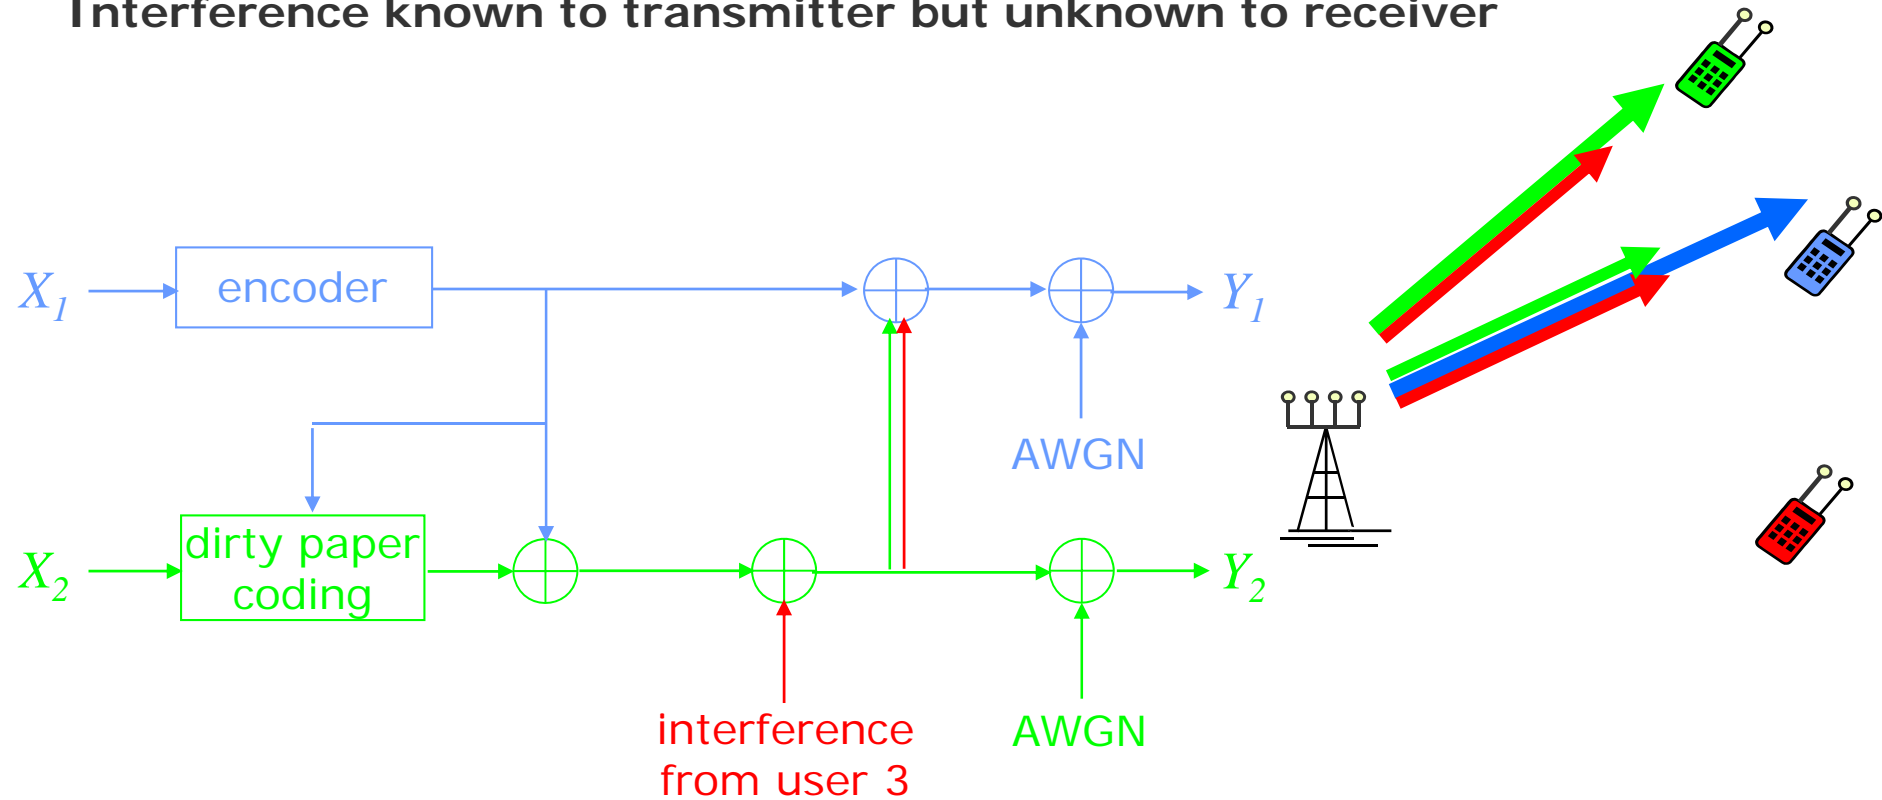 Interference known to transmitter but unknown to receiver
X1
encoder
Y1
AWGN
X2
dirty paper
coding
Y2
interference
from user 3
AWGN